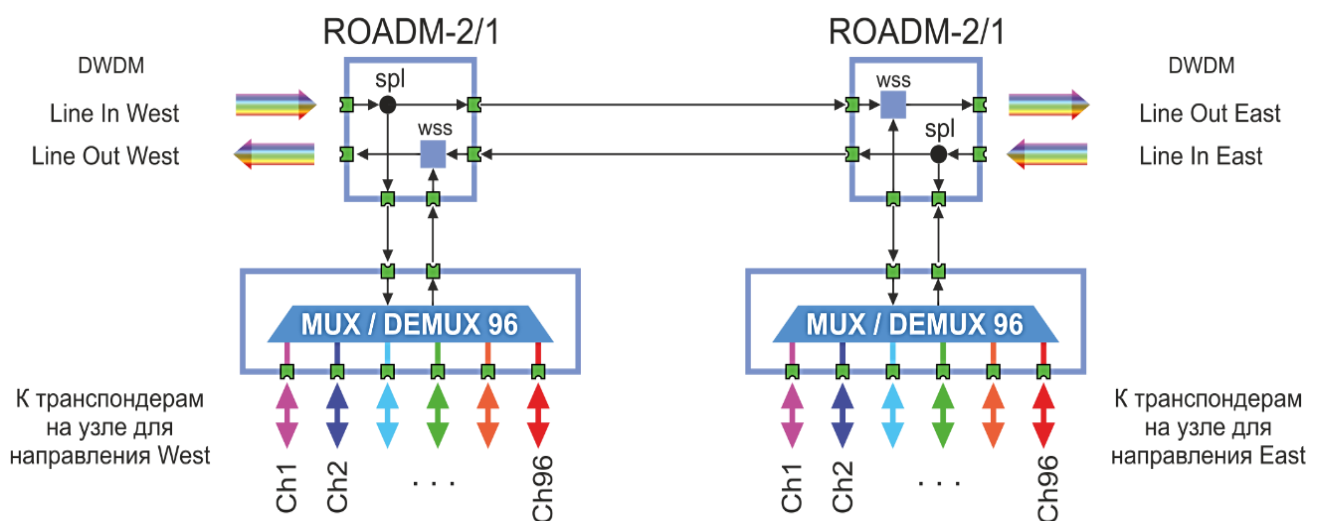 ROADM-2/1
ROADM-2/1
DWDM
DWDM
spl
wss
Line In West
Line Out East
wss
spl
Line Out West
Line In East
MUX / DEMUX 96
MUX / DEMUX 96
К транспондерам
на узле для
направления West
К транспондерам
на узле для
направления East
Ch1
Ch2
. . .
Ch96
Ch1
Ch2
. . .
Ch96